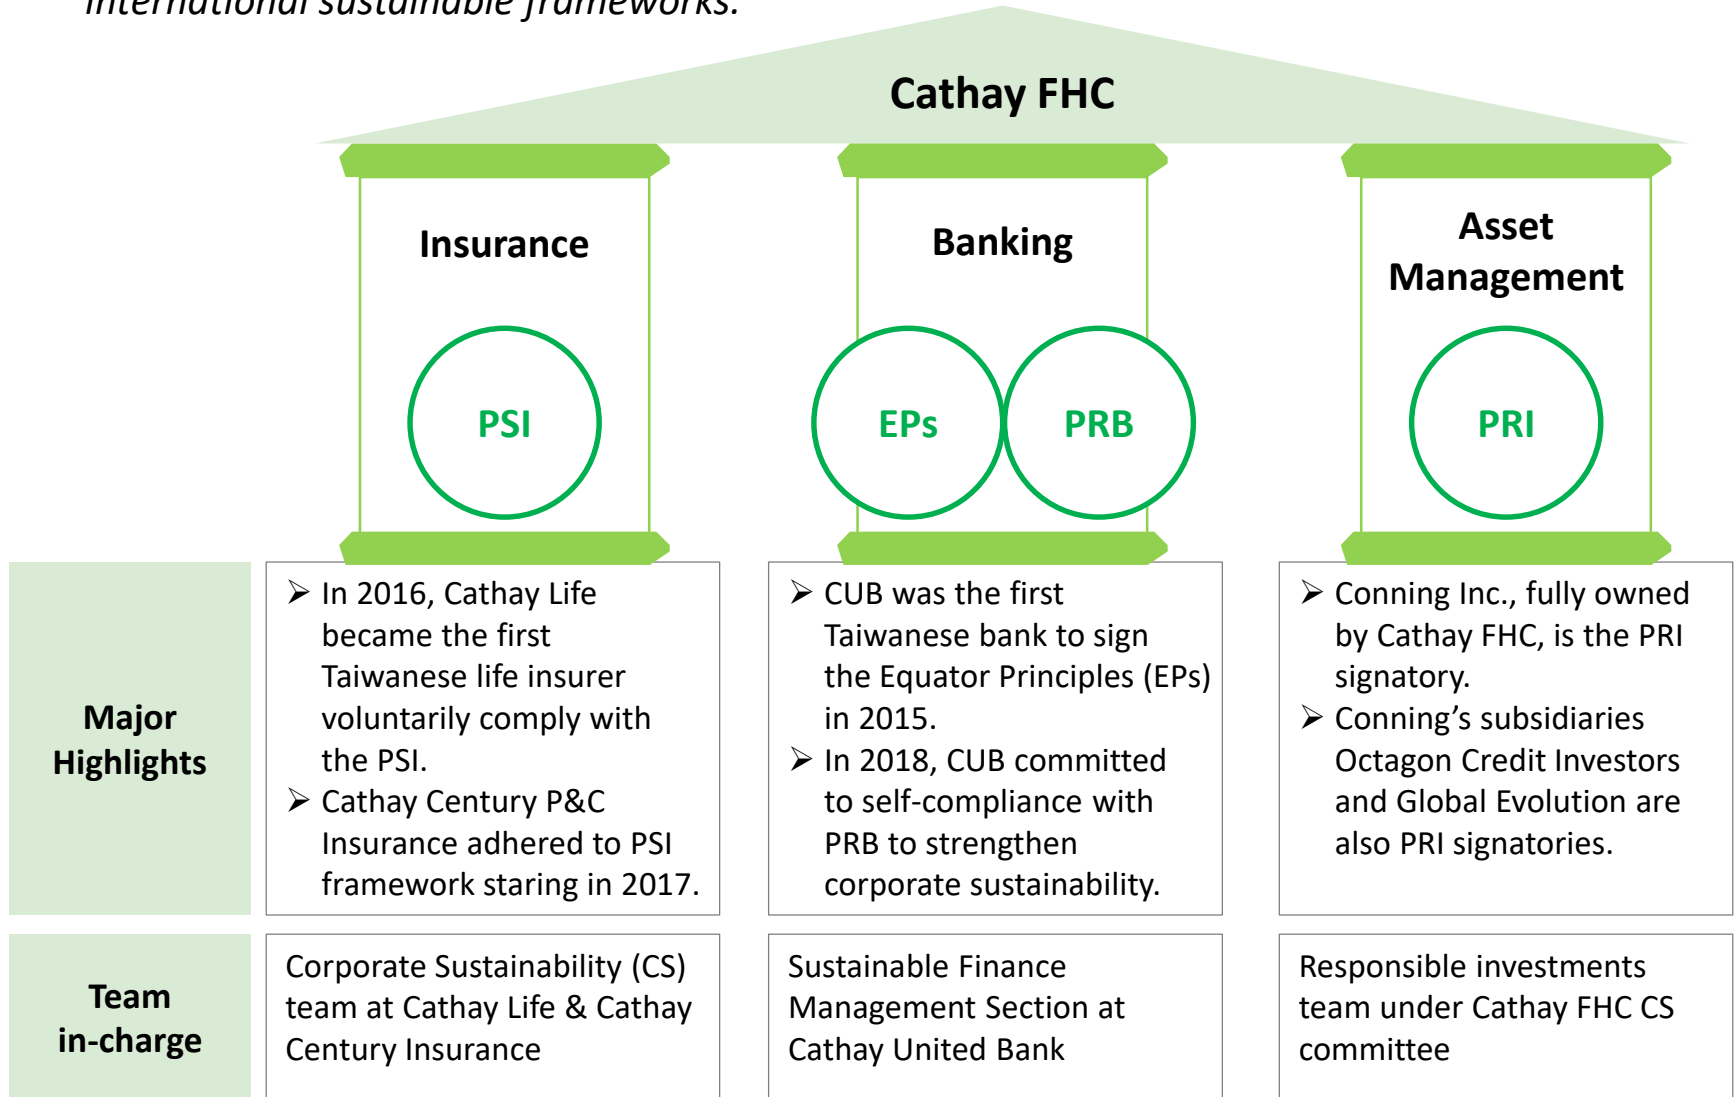 international sustainable frameworks.
Cathay FHC
Insurance
Banking
Asset
Management
PSI
EPs
PRB
PRI
Major
Highlights
➢ In 2016, Cathay Life
became the first
Taiwanese life insurer
voluntarily comply with
the PSI.
➢ Cathay Century P&C
Insurance adhered to PSI
framework staring in 2017.
➢ CUB was the first
Taiwanese bank to sign
the Equator Principles (EPs)
in 2015.
➢ In 2018, CUB committed
to self-compliance with
PRB to strengthen
corporate sustainability.
➢ Conning Inc., fully owned
by Cathay FHC, is the PRI
signatory.
➢ Conning’s subsidiaries
Octagon Credit Investors
and Global Evolution are
also PRI signatories.
Team
in-charge
Corporate Sustainability (CS)
team at Cathay Life & Cathay
Century Insurance
Sustainable Finance
Management Section at
Cathay United Bank
Responsible investments
team under Cathay FHC CS
committee